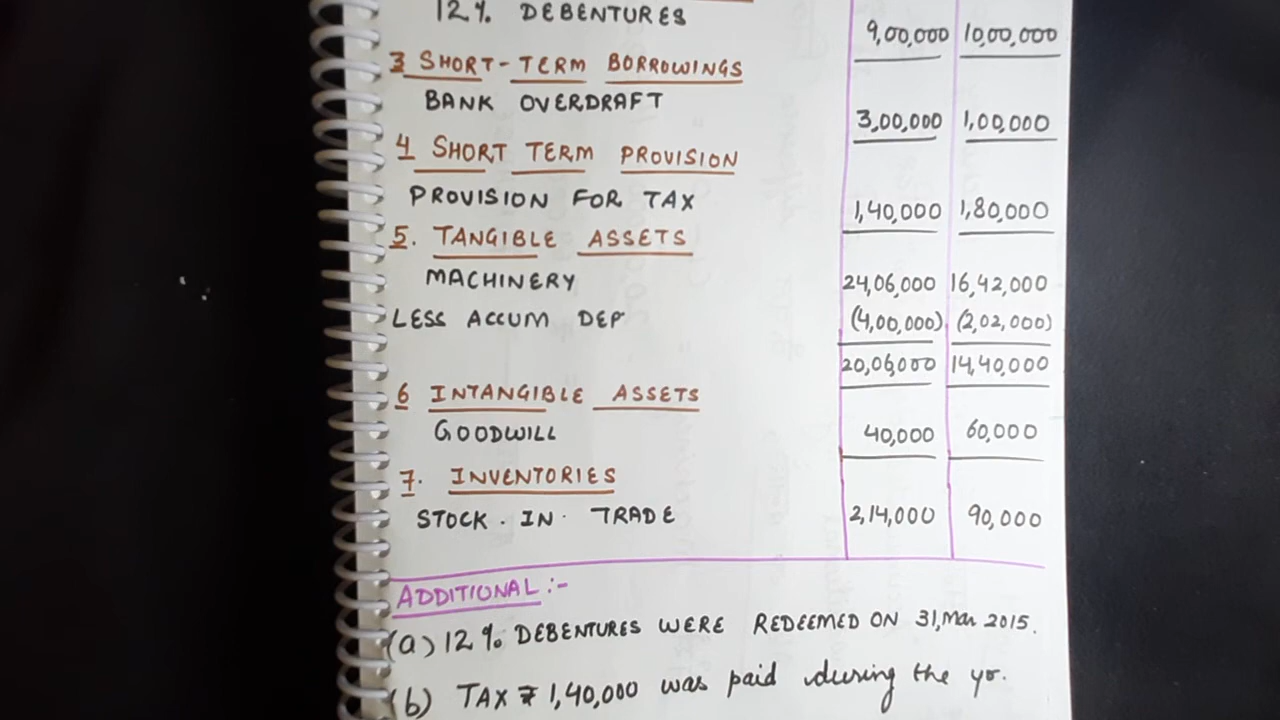 12% DEBENTURES 9,00,000 10,00,000
3 SHORT-TERM BORROWINGS
BANK OVERDRAFT 3,00,000 1,00,000
4 SHORT TERM PROVISION
PROVISION FOR TAX 1,40,000 1,80,000
5. TANGIBLE ASSETS
MACHINERY 24,06,000 16,42,000
LESS ACCUM DEP (4,00,000) (2,02,000)
20,06,000 14,40,000
6 INTANGIBLE ASSETS
GOODWILL 40,000 60,000
7. INVENTORIES
STOCK. IN. TRADE 2,14,000 90,000
ADDITIONAL :-
(a) 12% DEBENTURES WERE REDEEMED ON 31, Mar 2015.
(b) TAX ₹ 1,40,000 was paid during the yr.